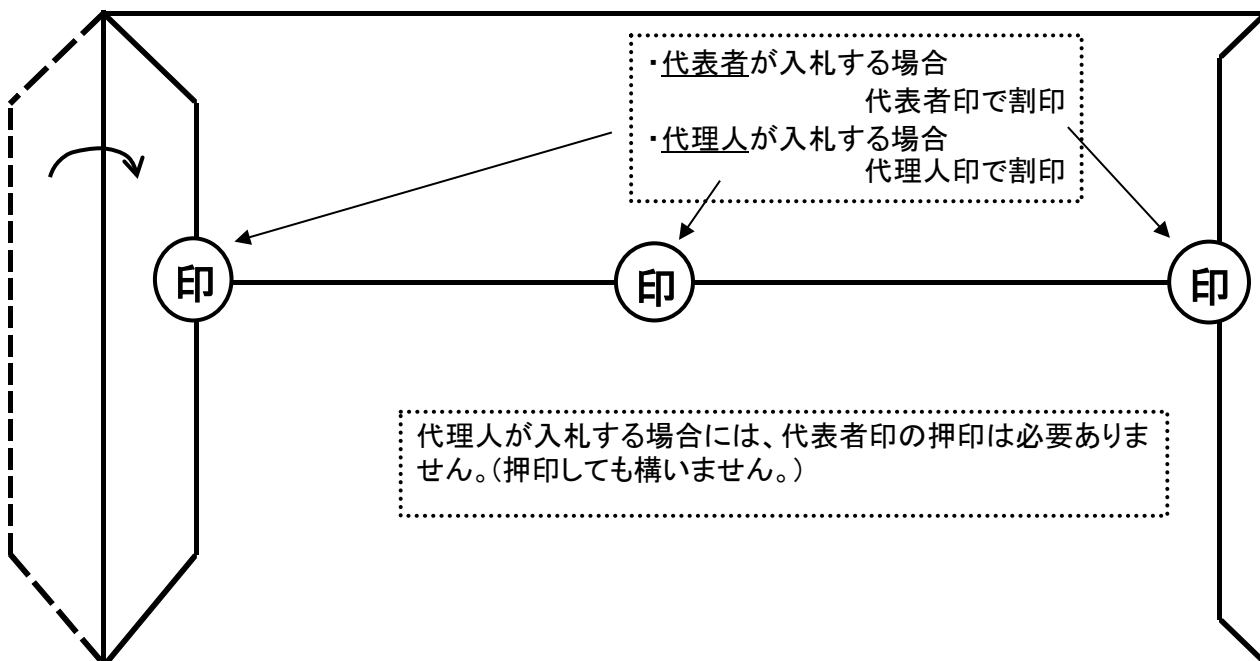 ・代表者が入札する場合
代表者印で割印
・代理人が入札する場合
代理人印で割印
印
印
印
代理人が入札する場合には、代表者印の押印は必要ありま
せん。(押印しても構いません。)